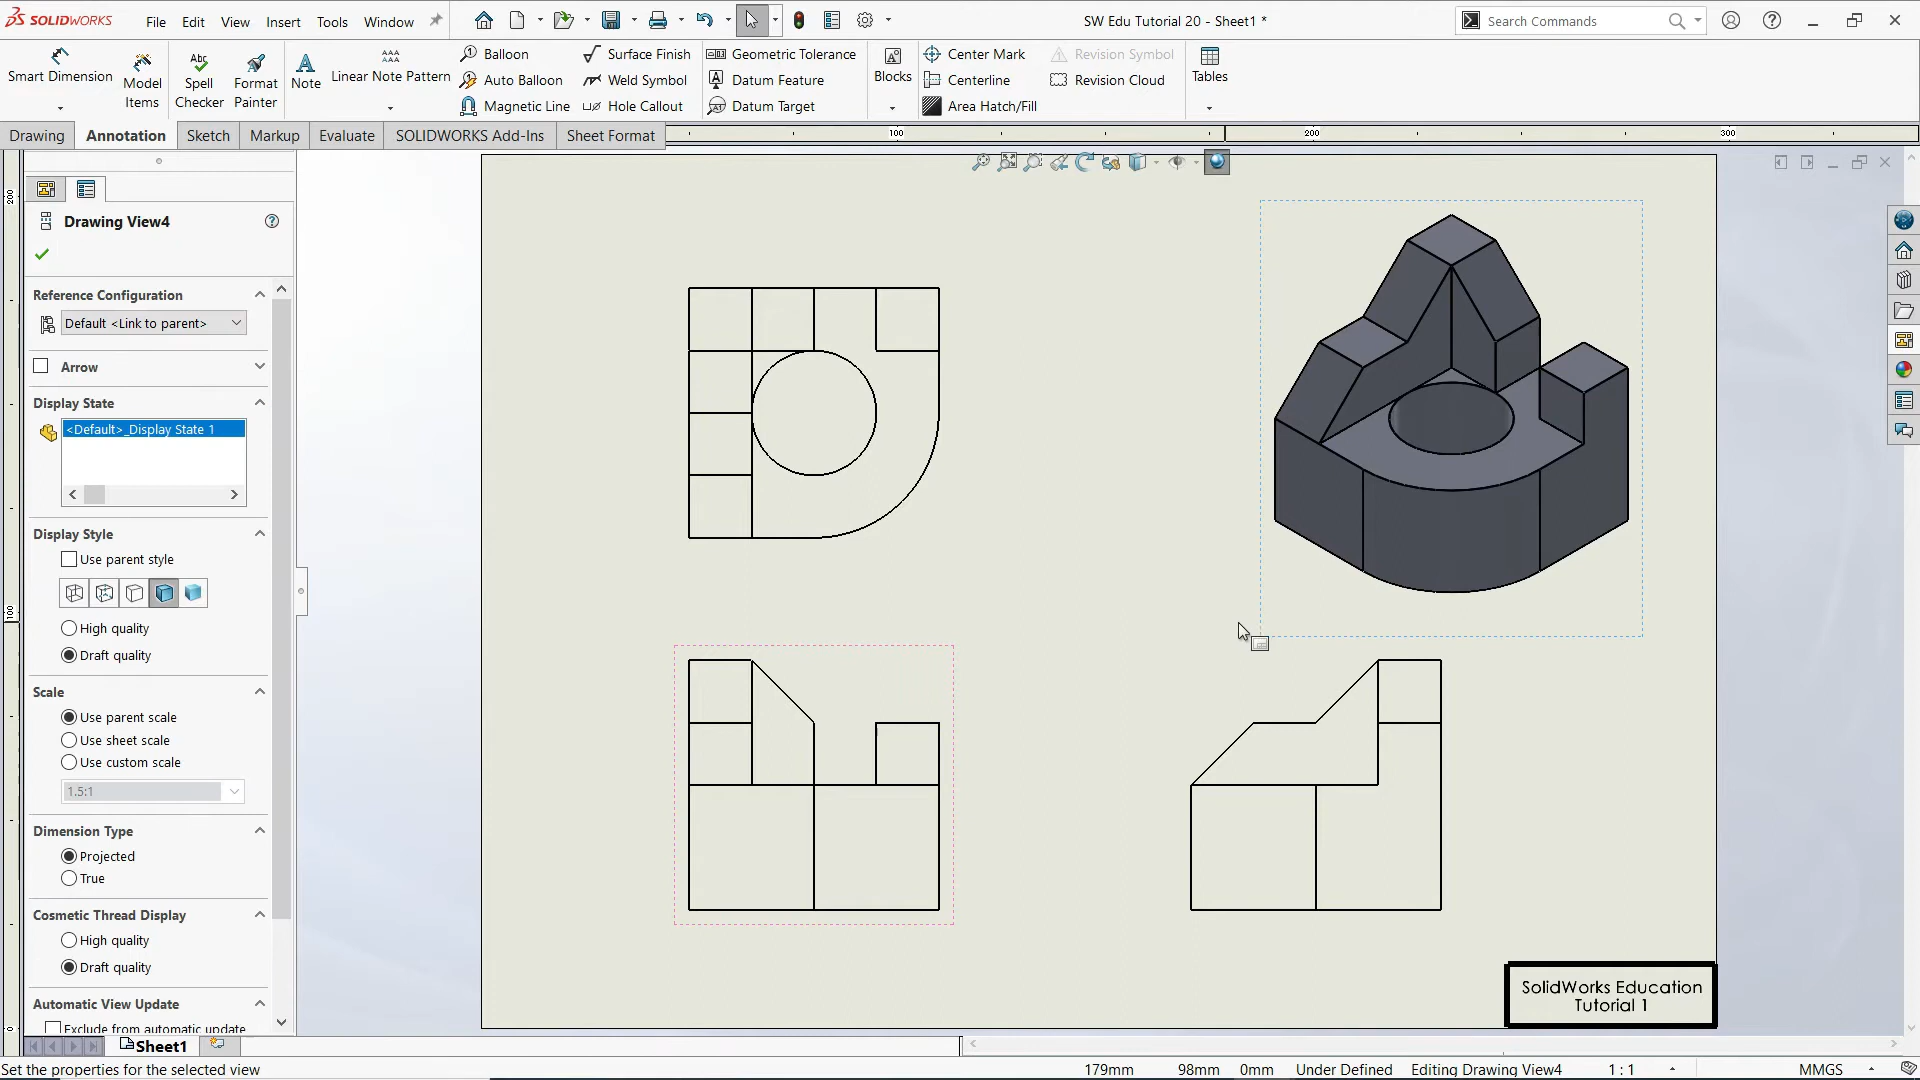 SOLIDWORKS
File
Edit
View
Insert
Tools
Window
SW Edu Tutorial 20 - Sheet1 *
Search Commands
Smart Dimension
Model
Items
Spell
Checker
Format
Painter
Note
Linear Note Pattern
Balloon
Auto Balloon
Magnetic Line
Surface Finish
Weld Symbol
Hole Callout
Geometric Tolerance
Datum Feature
Datum Target
Blocks
Center Mark
Centerline
Area Hatch/Fill
Revision Symbol
Revision Cloud
Tables
Drawing
Annotation
Sketch
Markup
Evaluate
SOLIDWORKS Add-Ins
Sheet Format
100
200
300
200
100
0
Drawing View4
Reference Configuration
Default <Link to parent>
Arrow
Display State
<Default>_Display State 1
Display Style
Use parent style
High quality
Draft quality
Scale
Use parent scale
Use sheet scale
Use custom scale
1.5:1
Dimension Type
Projected
True
Cosmetic Thread Display
High quality
Draft quality
Automatic View Update
Exclude from automatic update
SolidWorks Education
Tutorial 1
Sheet1
Set the properties for the selected view
179mm
98mm
0mm
Under Defined
Editing Drawing View4
1 : 1
MMGS